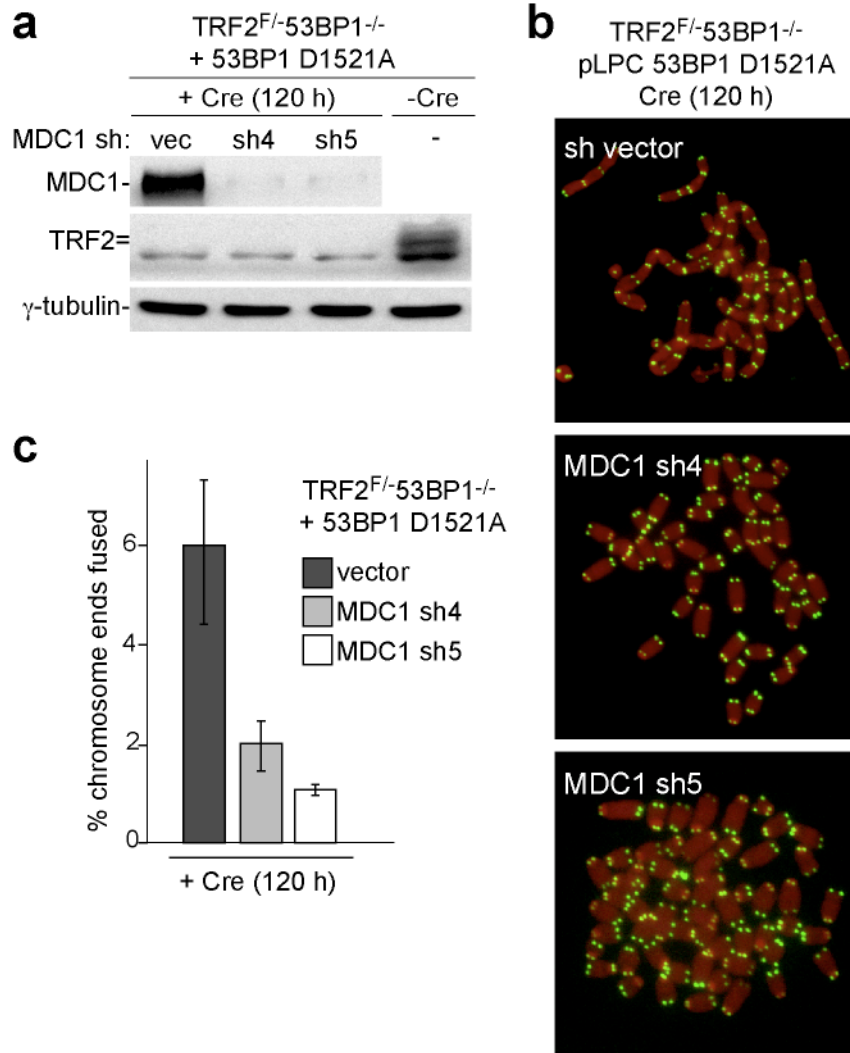 a
TRF2F/-53BP1-/-
+ 53BP1 D1521A
+ Cre (120 h) -Cre
MDC1 sh: vec sh4 sh5 -
MDC1-
TRF2=
γ-tubulin-
b
TRF2F/-53BP1-/-
pLPC 53BP1 D1521A
Cre (120 h)
sh vector
MDC1 sh4
MDC1 sh5
c
% chromosome ends fused
6
4
2
0
TRF2F/-53BP1-/-
+ 53BP1 D1521A
vector
MDC1 sh4
MDC1 sh5
+ Cre (120 h)